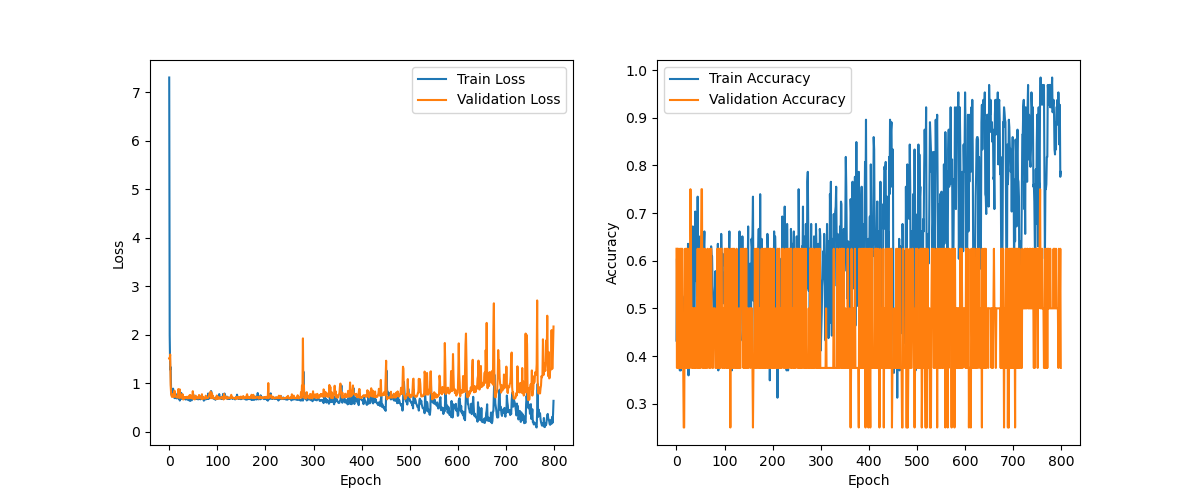 Train Loss
Validation Loss
7
6
5
4
3
2
1
0
Loss
0 100 200 300 400 500 600 700 800
Epoch
Train Accuracy
Validation Accuracy
1.0
0.9
0.8
0.7
0.6
0.5
0.4
0.3
Accuracy
0 100 200 300 400 500 600 700 800
Epoch